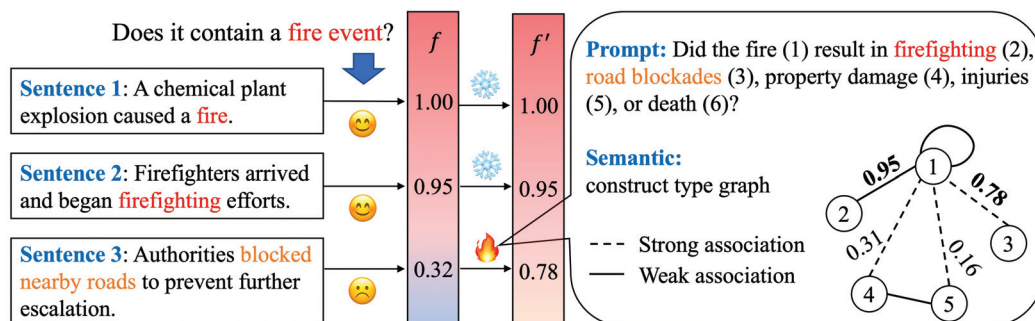 Does it contain a fire event?
Sentence 1: A chemical plant
explosion caused a fire.
Sentence 2: Firefighters arrived
and began firefighting efforts.
Sentence 3: Authorities blocked
nearby roads to prevent further
escalation.
f
1.00
0.95
0.32
f′
1.00
0.95
0.78
Prompt: Did the fire (1) result in firefighting (2),
road blockades (3), property damage (4), injuries
(5), or death (6)?
Semantic:
construct type graph
Strong association
Weak association
1
0.95
0.78
2
3
0.31
0.16
4
5